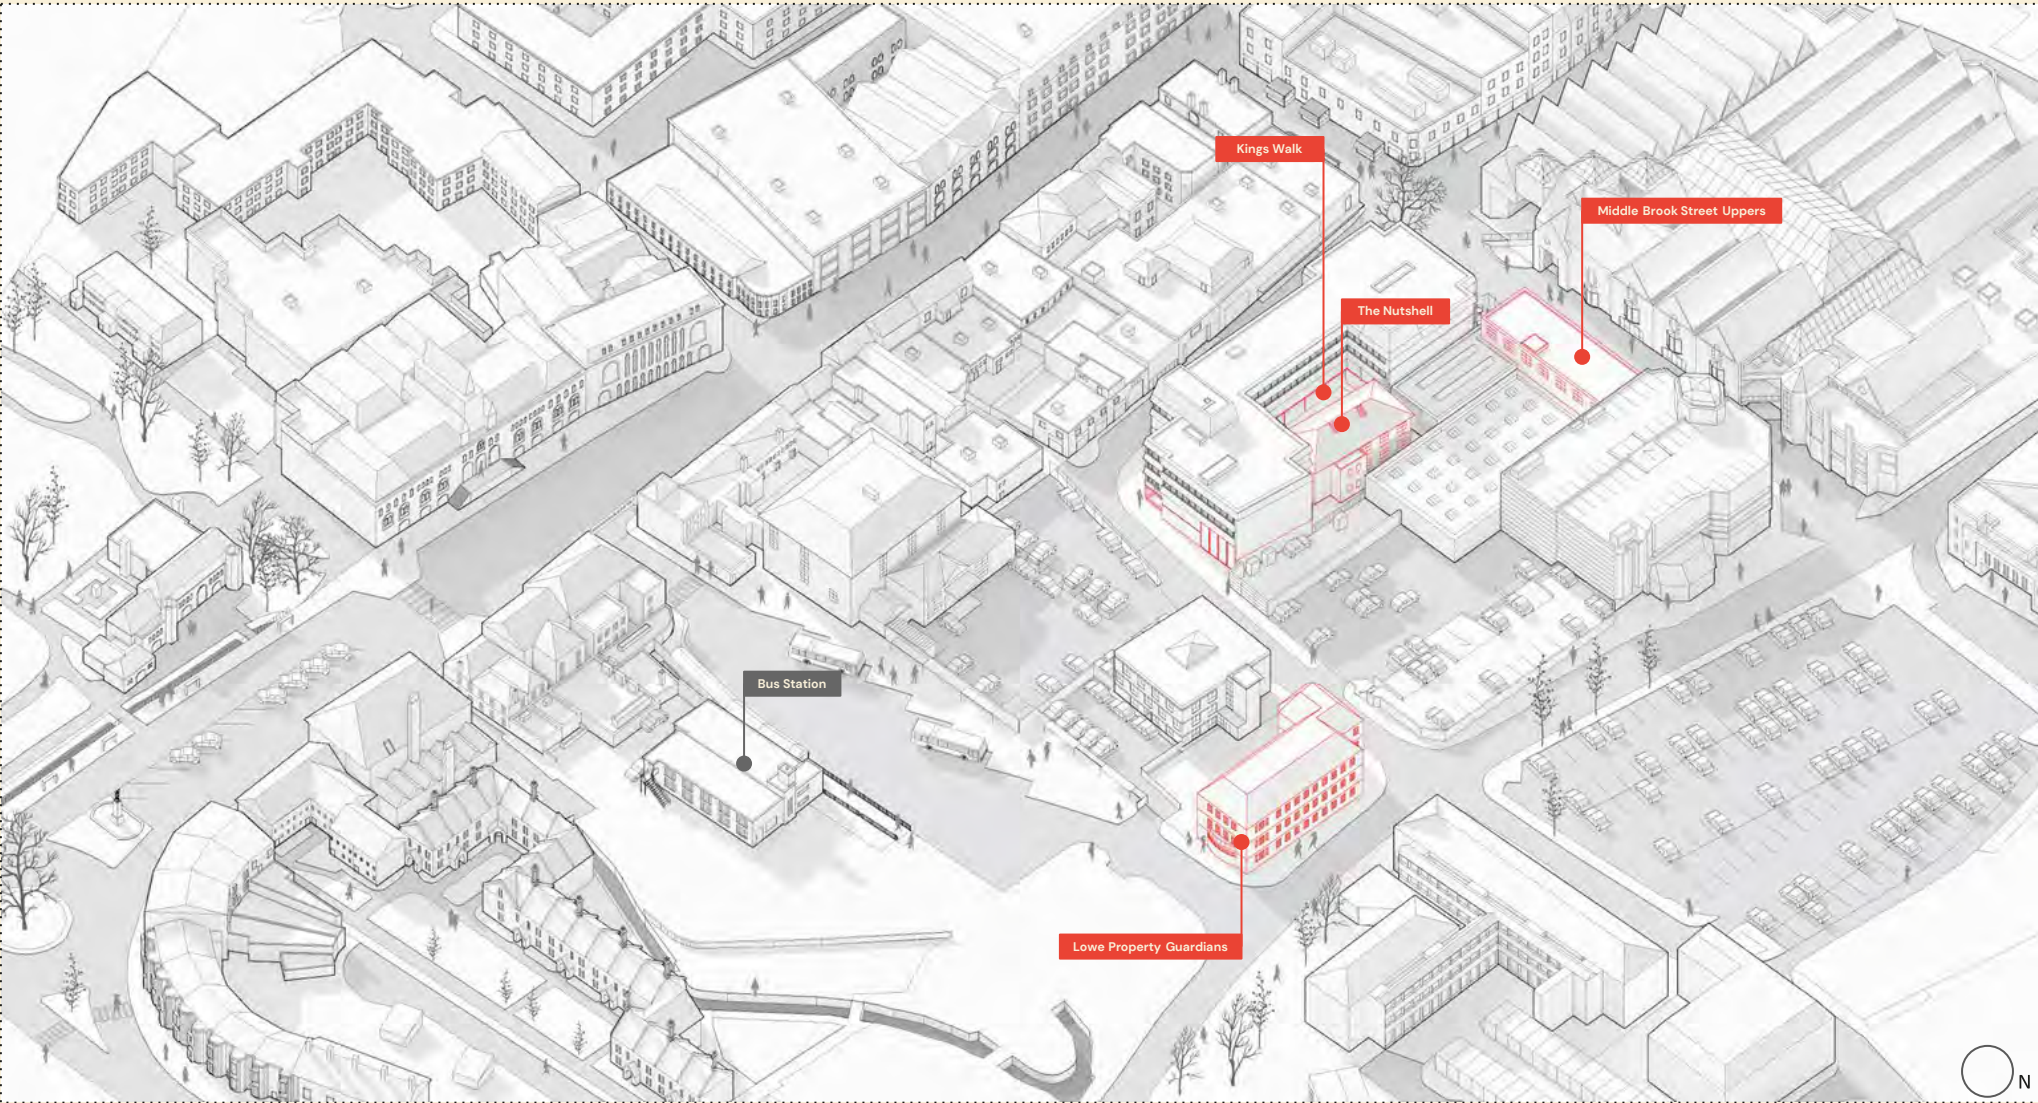 Kings Walk
Middle Brook Street Uppers
The Nutshell
Bus Station
Lowe Property Guardians
N